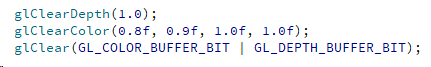 glClearDepth(1.0);
glClearColor(0.8f, 0.9f, 1.0f, 1.0f);
glClear(GL_COLOR_BUFFER_BIT | GL_DEPTH_BUFFER_BIT);